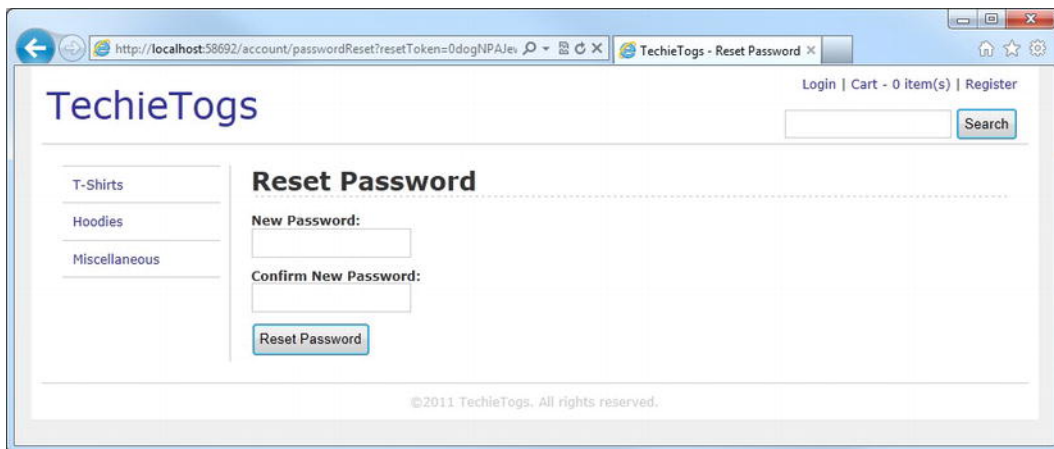 http://localhost:58692/account/passwordReset?resetToken=0dogNPAJev
TechieTogs - Reset Password
Login | Cart - 0 item(s) | Register
TechieTogs
Search
T-Shirts
Hoodies
Miscellaneous
Reset Password
New Password:
Confirm New Password:
Reset Password
©2011 TechieTogs. All rights reserved.